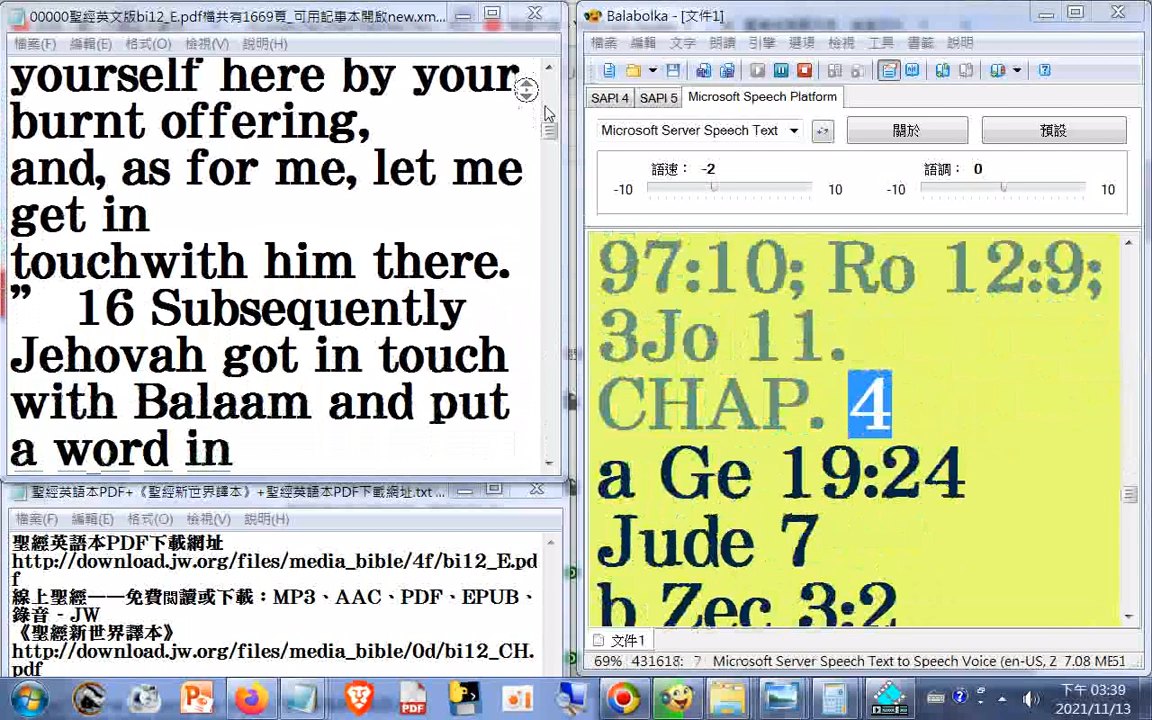 00000聖經英文版bi12_E.pdf檔共有1669頁_可用記事本開啟new.xm...
檔案(F) 編輯(E) 格式(O) 檢視(V) 說明(H)
yourself here by your
burnt offering,
and, as for me, let me
get in
touchwith him there.
” 16 Subsequently
Jehovah got in touch
with Balaam and put
a word in
聖經英語本PDF+《聖經新世界譯本》+聖經英語本PDF下載網址.txt ...
檔案(F) 編輯(E) 格式(O) 檢視(V) 說明(H)
聖經英語本PDF下載網址
http://download.jw.org/files/media_bible/4f/bi12_E.pd
f
線上聖經——免費閱讀或下載：MP3、AAC、PDF、EPUB、
錄音 - JW
《聖經新世界譯本》
http://download.jw.org/files/media_bible/0d/bi12_CH.
pdf
Balabolka - [文件1]
檔案 編輯 文字 朗讀 引擎 選項 檢視 工具 書籤 說明
SAPI 4 SAPI 5 Microsoft Speech Platform
Microsoft Server Speech Text 關於 預設
語速： -2 語調： 0
-10 10 -10 10
97:10; Ro 12:9;
3Jo 11.
CHAP. 4
a Ge 19:24
Jude 7
b Zec 3:2
文件1
69% 431618: ? Microsoft Server Speech Text to Speech Voice (en-US, Z 7.08 ME51
下午 03:39
2021/11/13